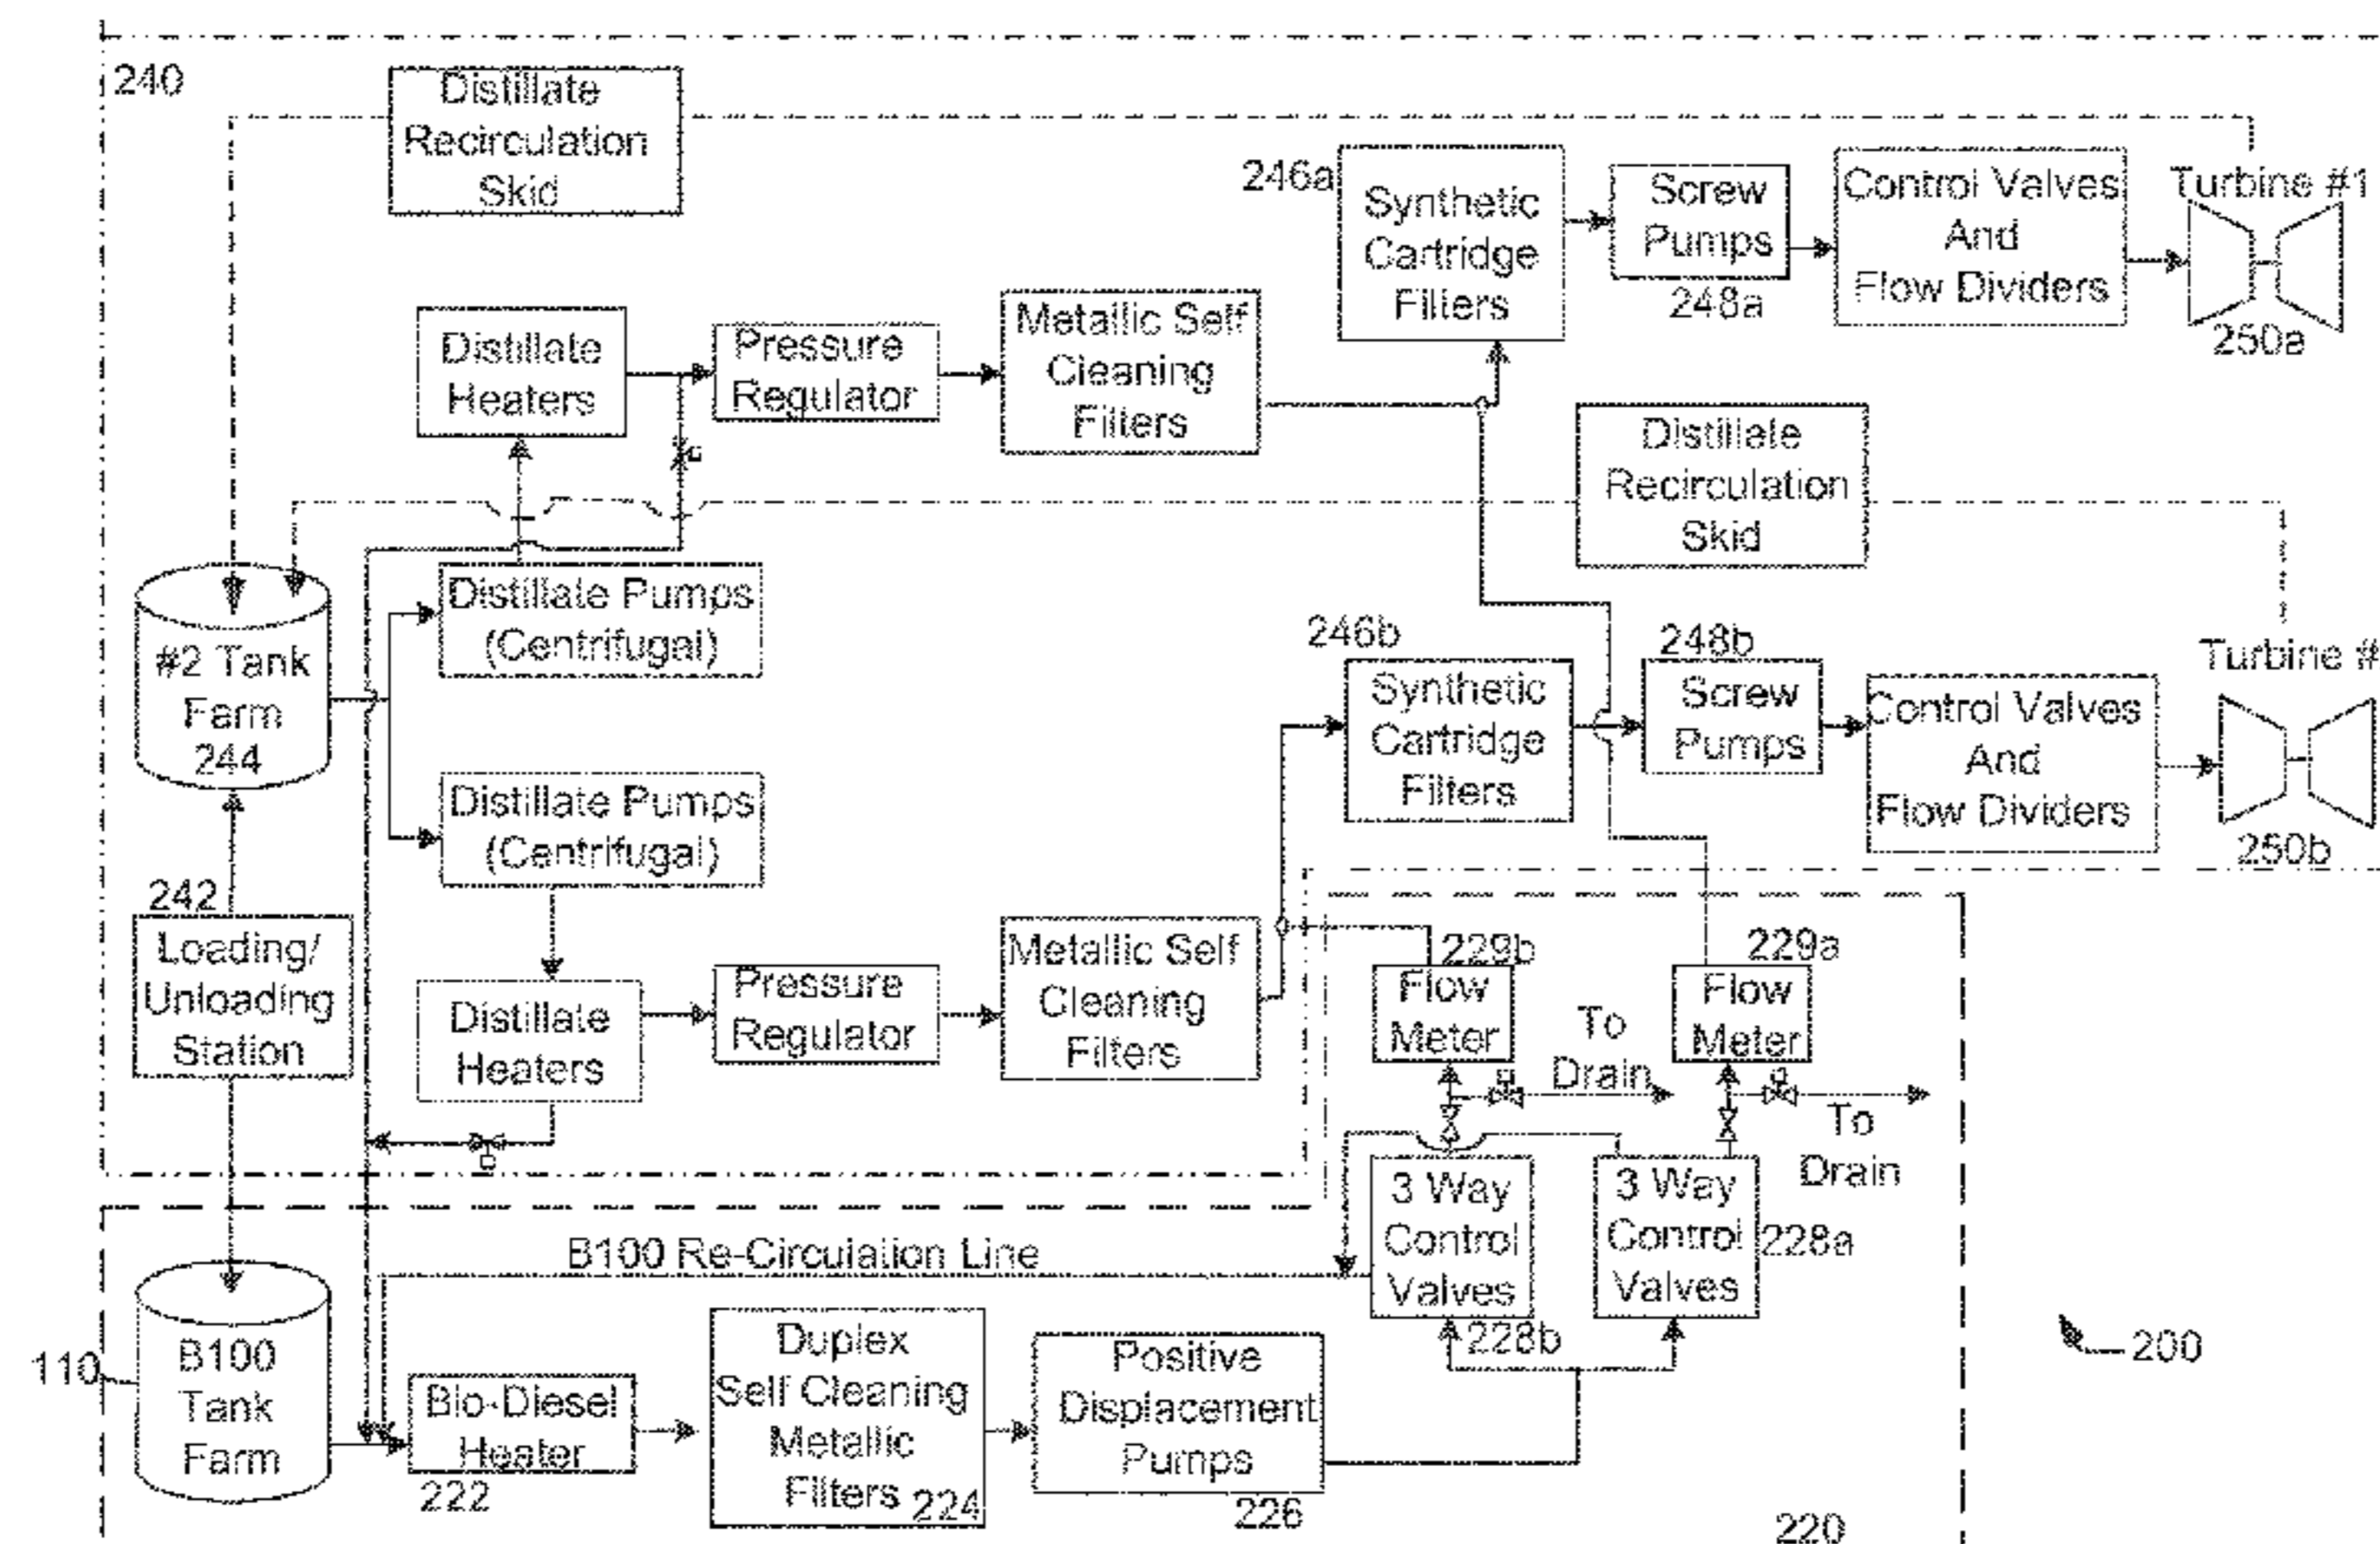 240
Distillate
Recirculation
Skid
246a
Synthetic
Cartridge
Filters
Screw
Pumps
248a
Control Valves
And
Flow Dividers
Turbine #1
250a
Distillate
Heaters
Pressure
Regulator
Metallic Self
Cleaning
Filters
Distillate
Recirculation
Skid
#2 Tank
Farm
244
Distillate Pumps
(Centrifugal)
246b
Synthetic
Cartridge
Filters
248b
Screw
Pumps
Control Valves
And
Flow Dividers
Turbine #
250b
Distillate Pumps
(Centrifugal)
242
Loading/
Unloading
Station
Distillate
Heaters
Pressure
Regulator
Metallic Self
Cleaning
Filters
229b
Flow
Meter
To
Drain
229a
Flow
Meter
To
Drain
3 Way
Control
Valves
228b
3 Way
Control
Valves
228a
B100 Re-Circulation Line
110
B100
Tank
Farm
Bio-Diesel
Heater
222
Duplex
Self Cleaning
Metallic
Filters
224
Positive
Displacement
Pumps
226
200
220